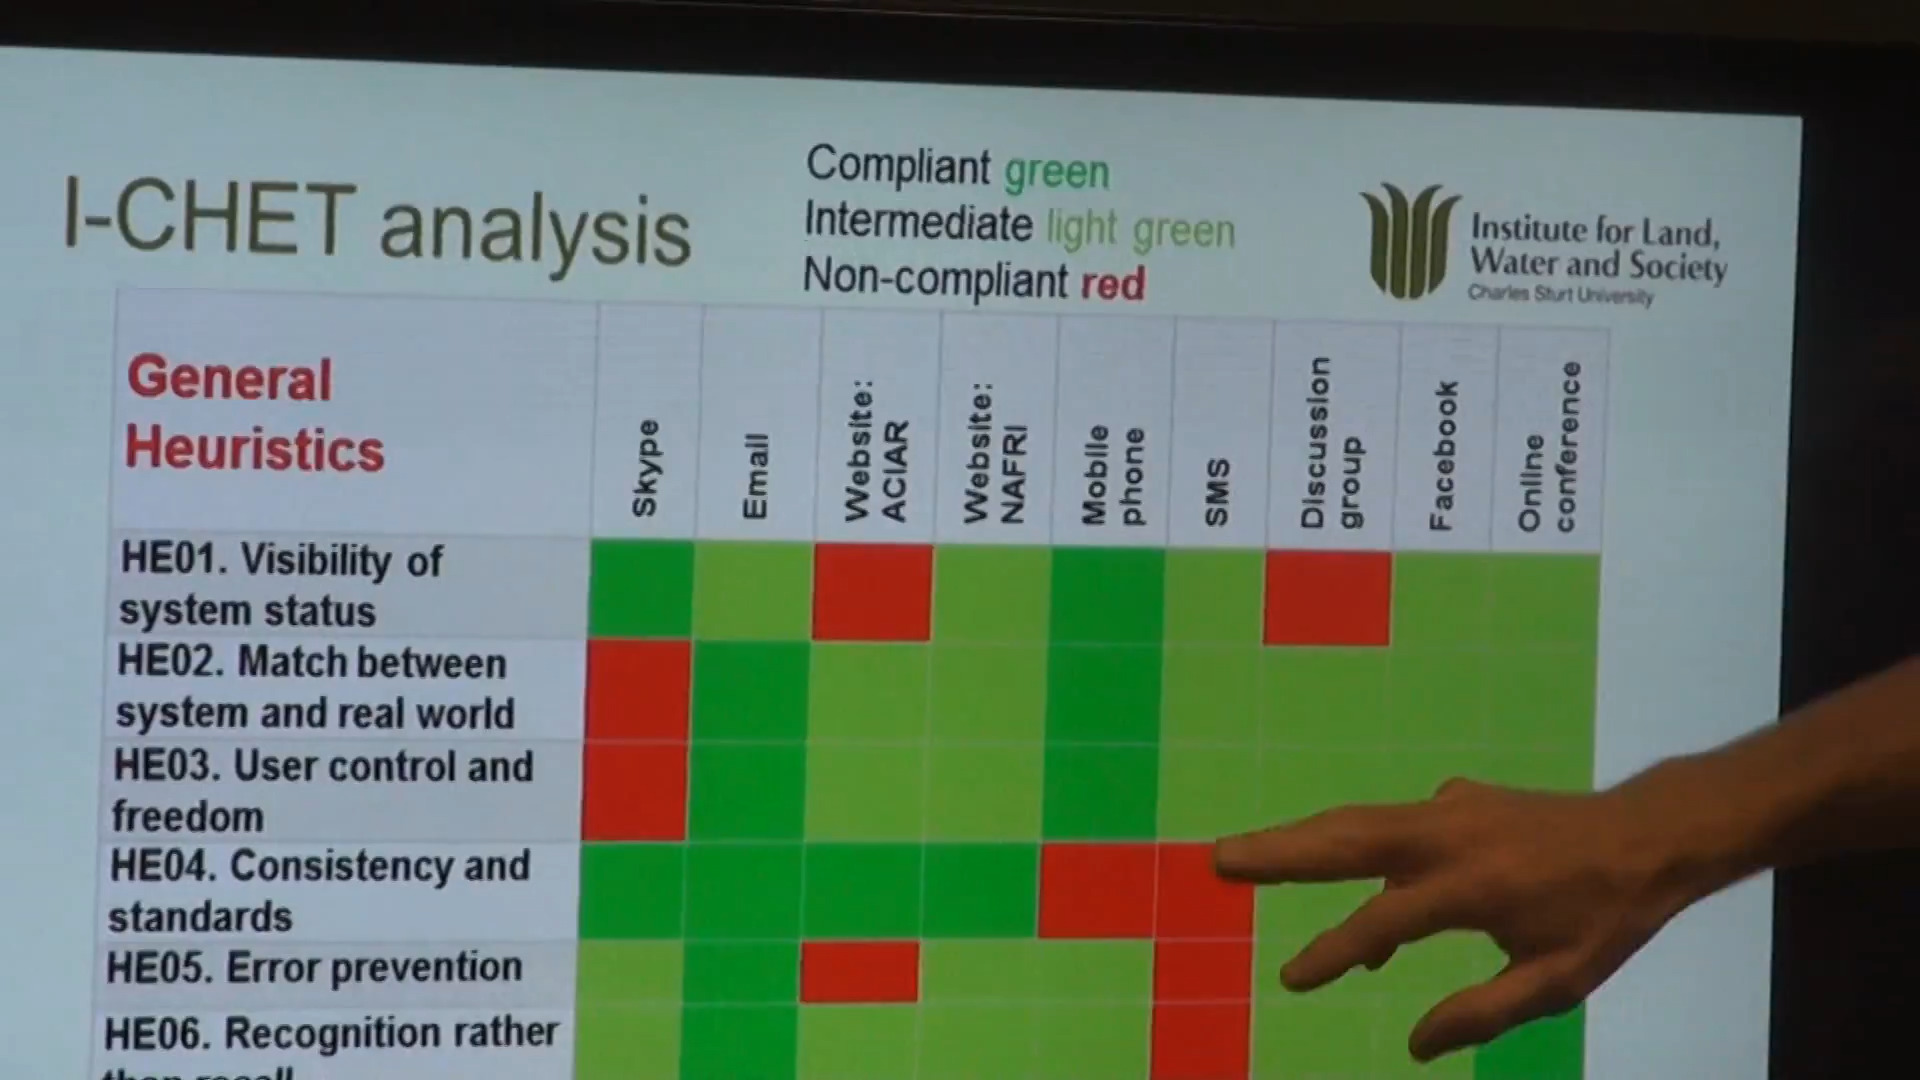 I-CHET analysis
Compliant green
Intermediate light green
Non-compliant red
Institute for Land,
Water and Society
Charles Sturt University
General
Heuristics
Skype
Email
Website:
ACIAR
Website:
NAFRI
Mobile
phone
SMS
Discussion
group
Facebook
Online
conference
HE01. Visibility of
system status
HE02. Match between
system and real world
HE03. User control and
freedom
HE04. Consistency and
standards
HE05. Error prevention
HE06. Recognition rather
than recall